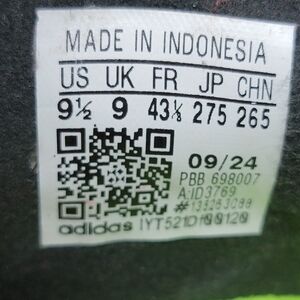 MADE IN INDONESIA
US UK FR JP CHN
9½ 9 43⅓ 275 265
09/24
PBB 698007
A:ID3769
adidas